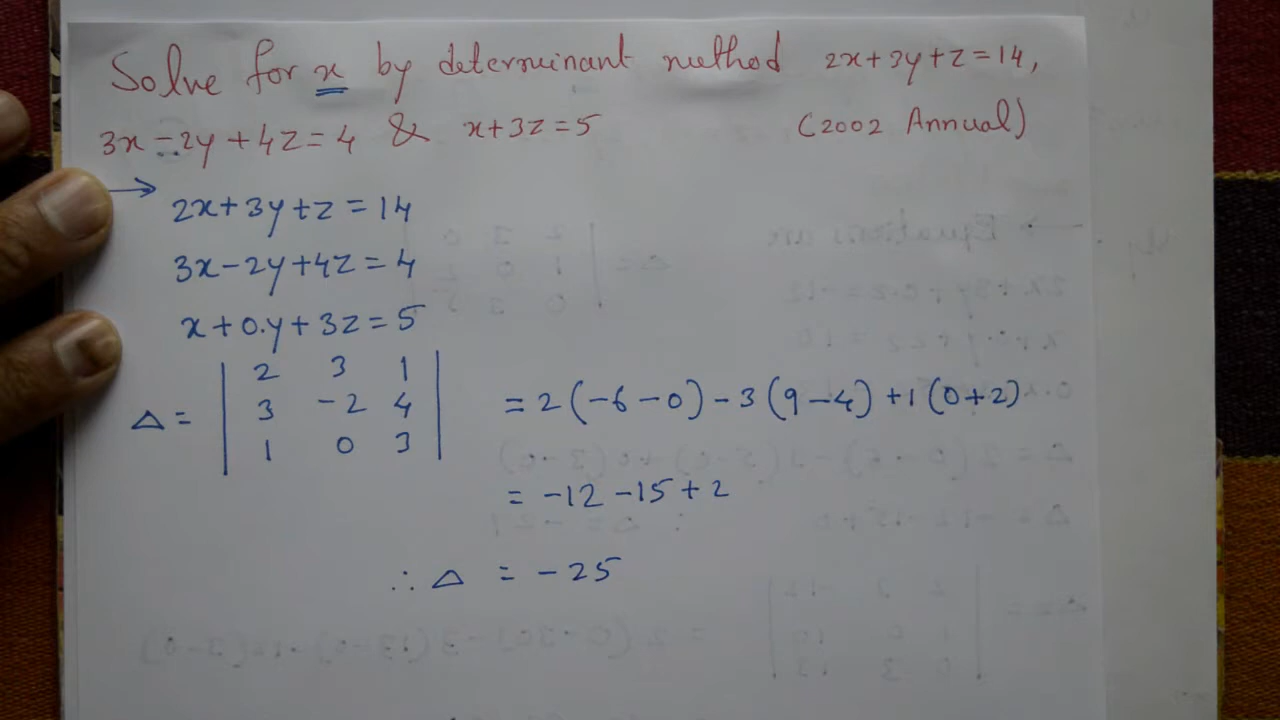 Solve for x by determinant method 2x+3y+z=14,
3x-2y+4z=4 & x+3z=5 (2002 Annual)
→ 2x+3y+z=14
3x-2y+4z=4
x+0.y+3z=5
Δ = | 2 3 1 | = 2(-6-0)-3(9-4)+1(0+2)
| 3 -2 4 |
| 1 0 3 |
= -12-15+2
∴ Δ = -25